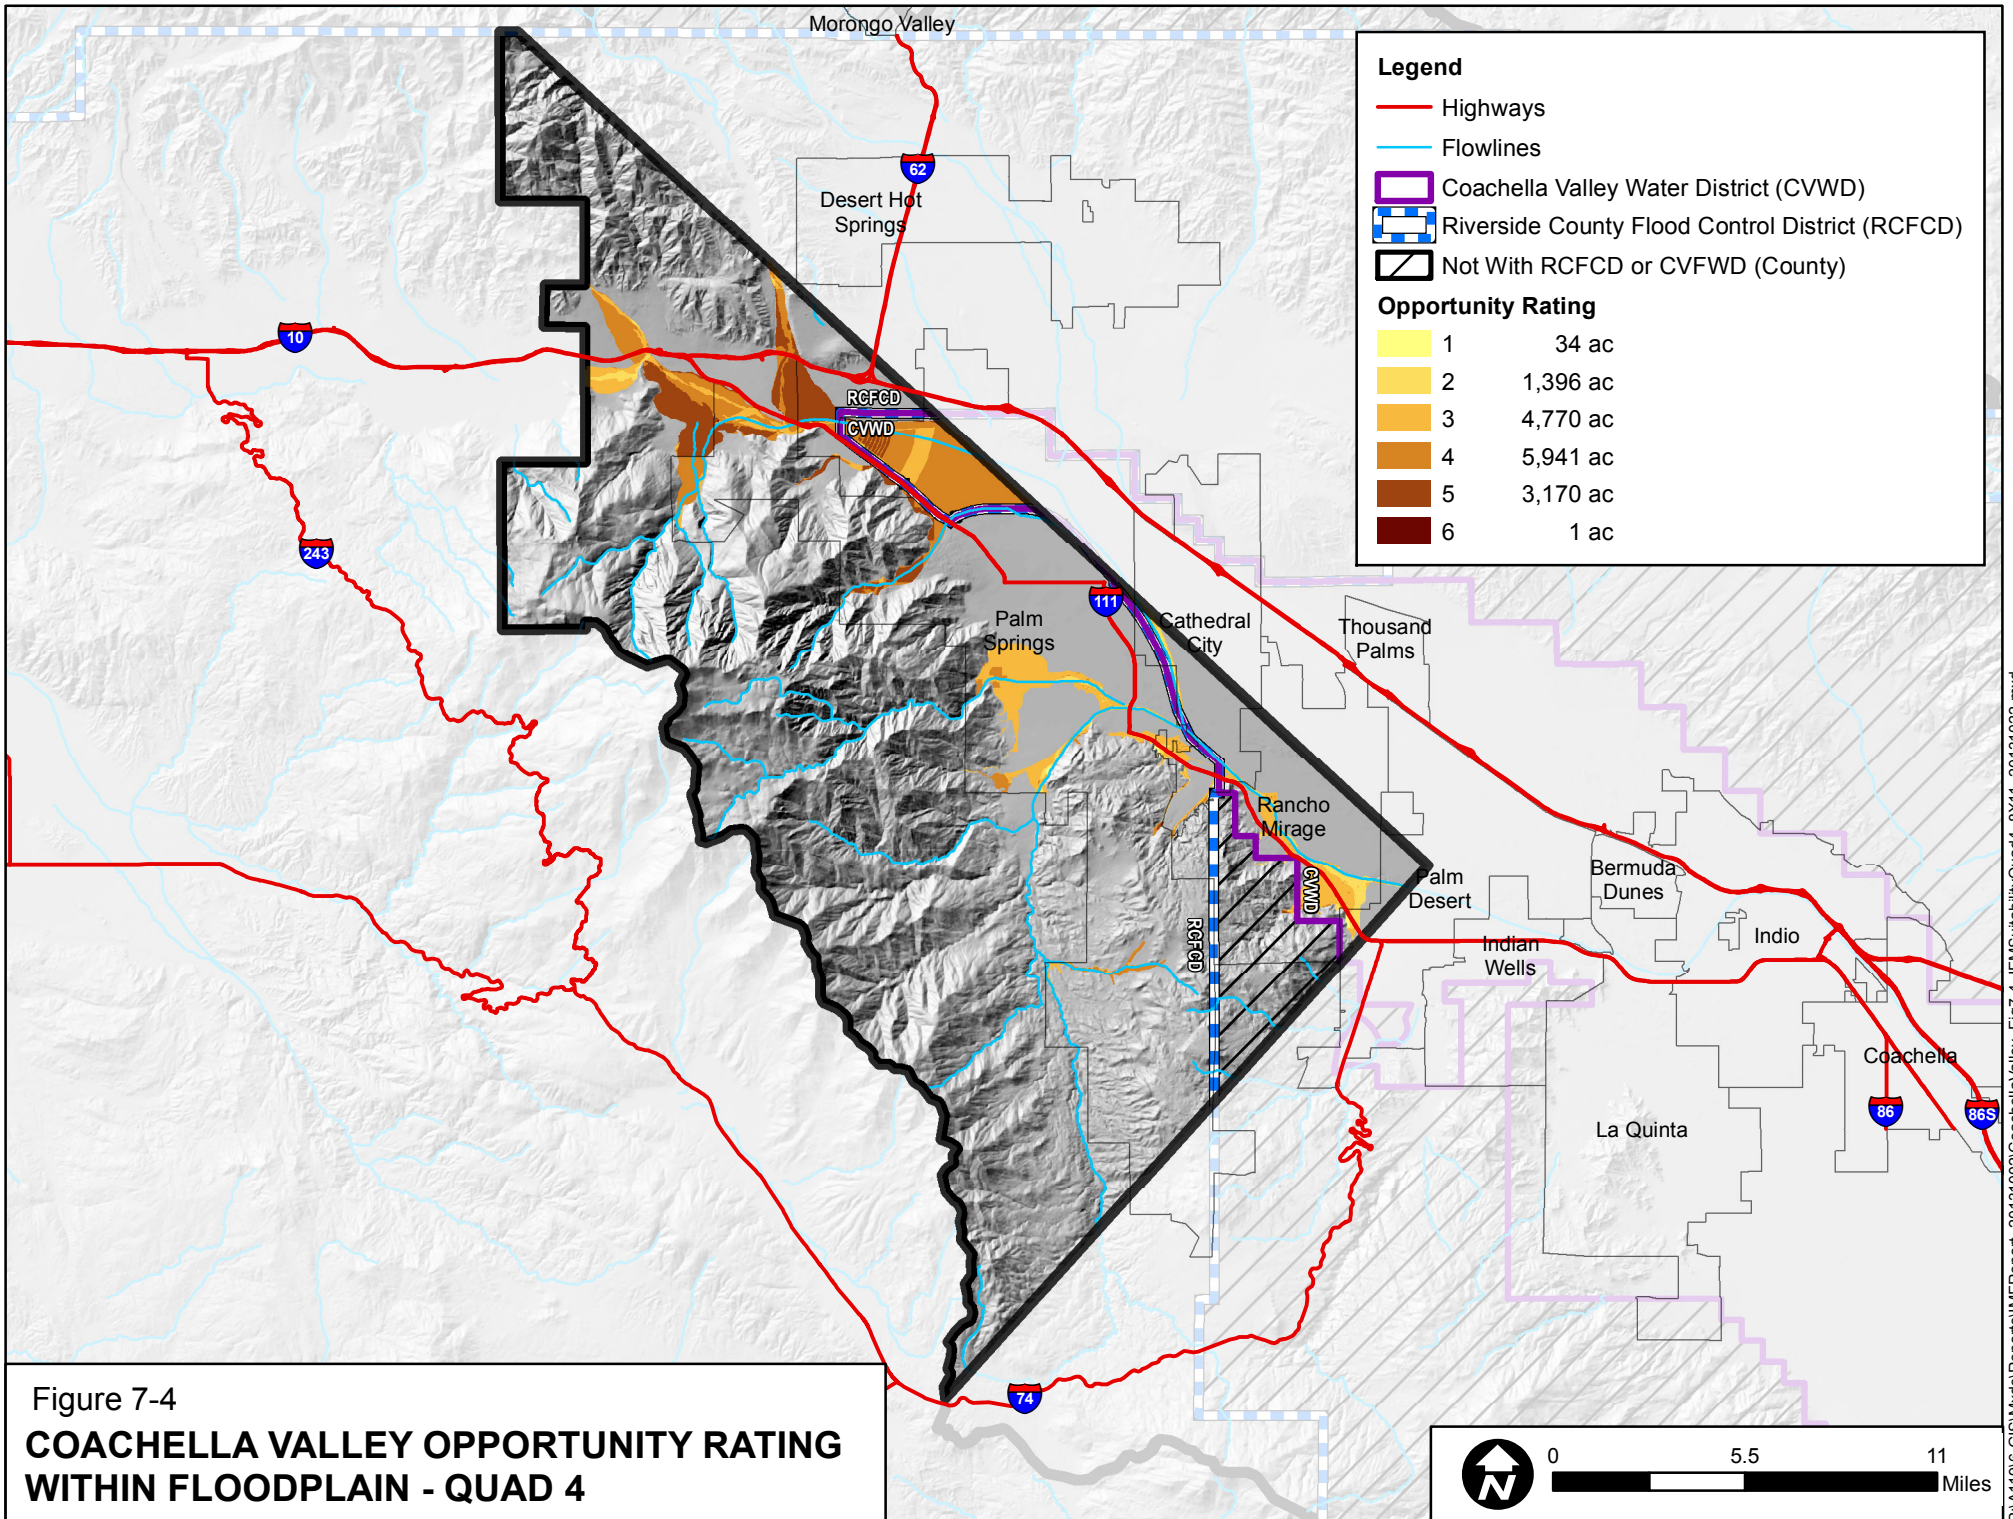 Morongo Valley
Legend
Highways
Flowlines
Coachella Valley Water District (CVWD)
Riverside County Flood Control District (RCFCD)
Not With RCFCD or CVFWD (County)
Opportunity Rating
1 34 ac
2 1,396 ac
3 4,770 ac
4 5,941 ac
5 3,170 ac
6 1 ac
62
Desert Hot
Springs
10
RCFCD
CVWD
243
111
Palm
Springs
Cathedral
City
Thousand
Palms
Rancho
Mirage
CVWD
Palm
Desert
Bermuda
Dunes
RCFCD
Indian
Wells
Indio
Coachella
86
86S
La Quinta
74
Figure 7-4
COACHELLA VALLEY OPPORTUNITY RATING
WITHIN FLOODPLAIN - QUAD 4
N
0 5.5 11
Miles